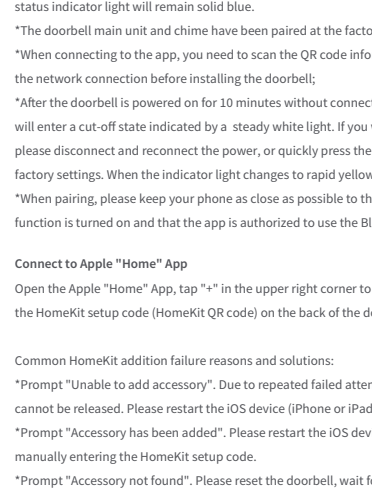 status indicator light will remain solid blue.
*The doorbell main unit and chime have been paired at the facto
*When connecting to the app, you need to scan the QR code info
the network connection before installing the doorbell;
*After the doorbell is powered on for 10 minutes without connec
will enter a cut-off state indicated by a steady white light. If you
please disconnect and reconnect the power, or quickly press the
factory settings. When the indicator light changes to rapid yellow
*When pairing, please keep your phone as close as possible to th
function is turned on and that the app is authorized to use the Bl
Connect to Apple "Home" App
Open the Apple "Home" App, tap "+" in the upper right corner to
the HomeKit setup code (HomeKit QR code) on the back of the d
Common HomeKit addition failure reasons and solutions:
*Prompt "Unable to add accessory". Due to repeated failed atter
cannot be released. Please restart the iOS device (iPhone or iPad
*Prompt "Accessory has been added". Please restart the iOS dev
manually entering the HomeKit setup code.
*Prompt "Accessory not found". Please reset the doorbell, wait f